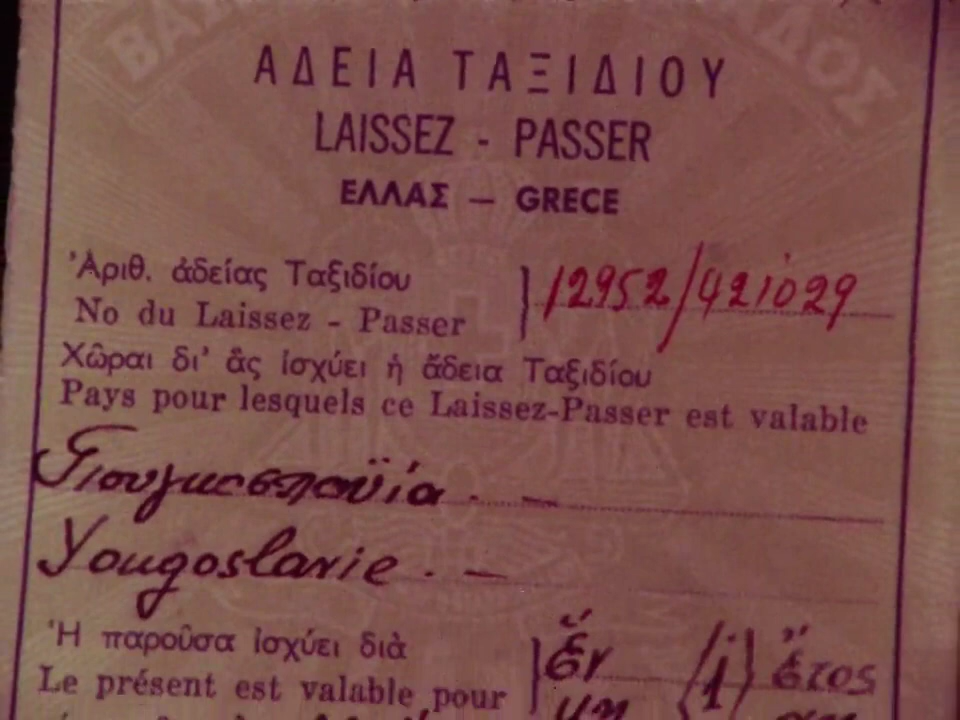 ΑΔΕΙΑ ΤΑΞΙΔΙΟΥ
LAISSEZ - PASSER
ΕΛΛΑΣ — GRECE
Ἀριθ. ἀδείας Ταξιδίου
No du Laissez - Passer
12952/421029
Χῶραι δι' ἃς ἰσχύει ἡ ἄδεια Ταξιδίου
Pays pour lesquels ce Laissez-Passer est valable
Γιουγκοσλαυΐα . —
Yougoslavie . —
Ἡ παροῦσα ἰσχύει διὰ
Le présent est valable pour
ἓν (1) ἔτος